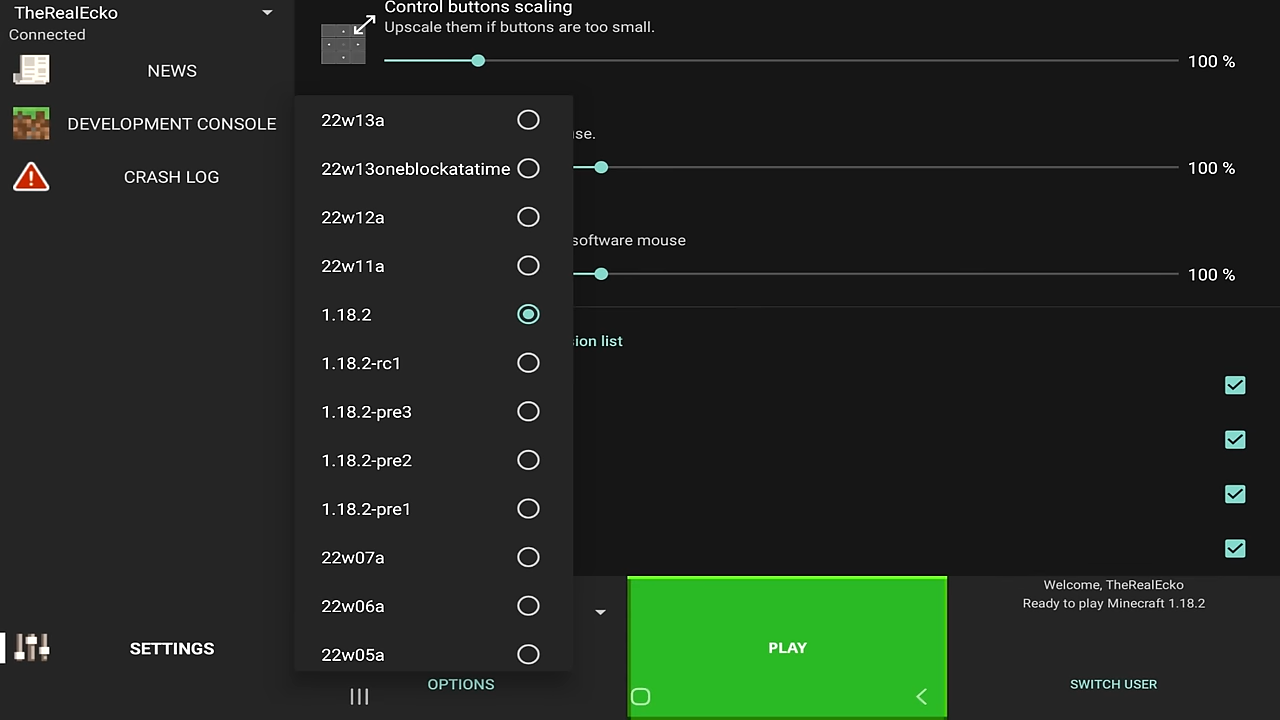 TheRealEcko
Connected
NEWS
DEVELOPMENT CONSOLE
CRASH LOG
SETTINGS
Control buttons scaling
Upscale them if buttons are too small.
100 %
use.
100 %
software mouse
100 %
sion list
22w13a
22w13oneblockatatime
22w12a
22w11a
1.18.2
1.18.2-rc1
1.18.2-pre3
1.18.2-pre2
1.18.2-pre1
22w07a
22w06a
22w05a
OPTIONS
PLAY
Welcome, TheRealEcko
Ready to play Minecraft 1.18.2
SWITCH USER